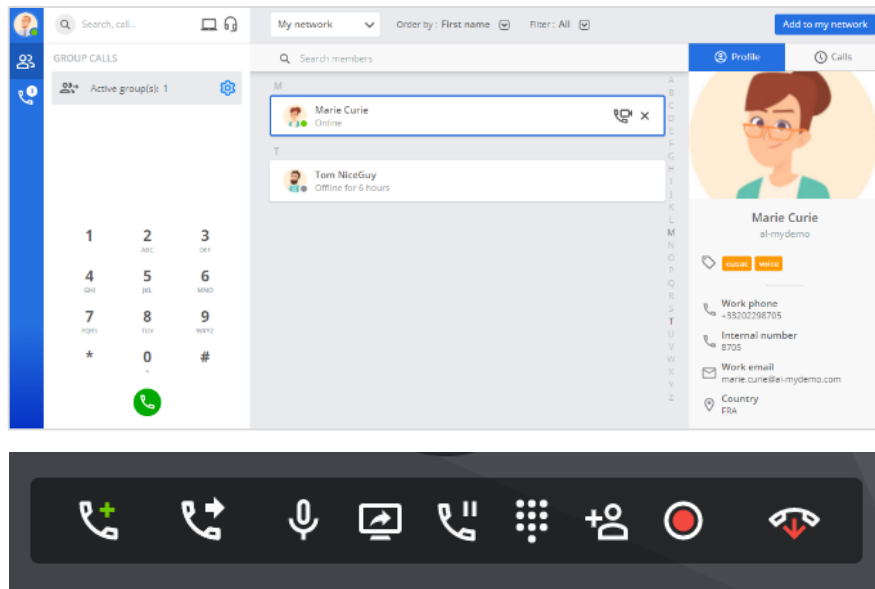 Search, call...
My network
Order by: First name
Filter: All
Add to my network
GROUP CALLS
Search members
Profile
Calls
Active group(s): 1
M
Marie Curie
Online
T
Tom NiceGuy
Offline for 6 hours
A
B
C
D
E
F
G
H
I
J
K
L
M
N
O
P
Q
R
S
T
U
V
W
X
Y
Z
1 2 3
ABC DEF
4 5 6
GHI JKL MNO
7 8 9
PQRS TUV WXYZ
* 0 #
+
Marie Curie
al-mydemo
voice
Work phone
+33202298705
Internal number
8705
Work email
marie.curie@al-mydemo.com
Country
FRA